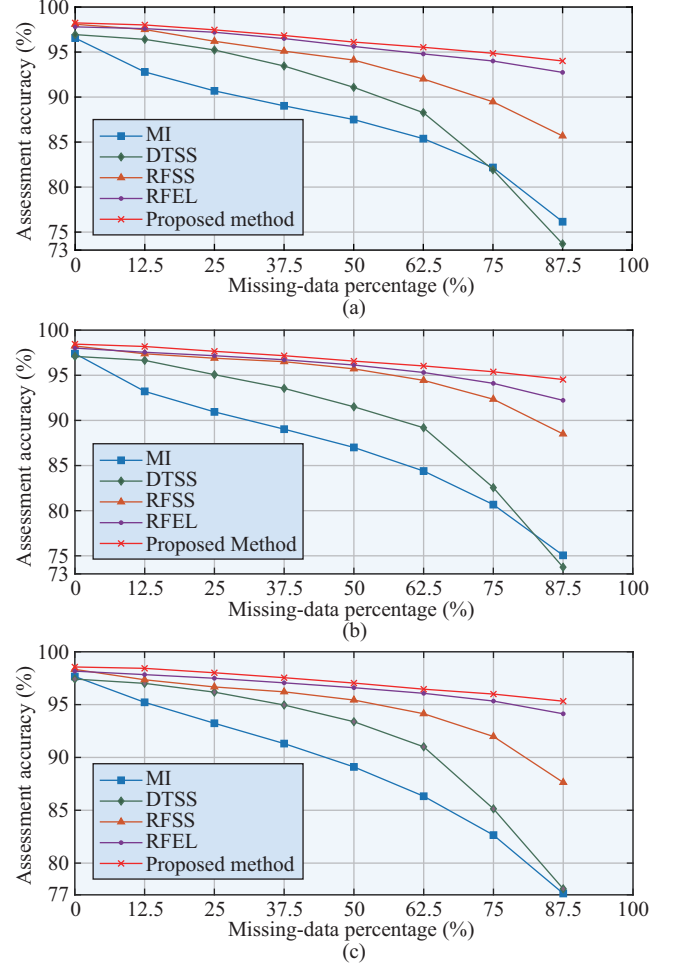 100
95
90
85
80
75
73
Assessment accuracy (%)
MI
DTSS
RFSS
RFEL
Proposed method
0 12.5 25 37.5 50 62.5 75 87.5 100
Missing-data percentage (%)
(a)
100
95
90
85
80
75
73
Assessment accuracy (%)
MI
DTSS
RFSS
RFEL
Proposed Method
0 12.5 25 37.5 50 62.5 75 87.5 100
Missing-data percentage (%)
(b)
100
95
90
85
80
77
Assessment accuracy (%)
MI
DTSS
RFSS
RFEL
Proposed method
0 12.5 25 37.5 50 62.5 75 87.5 100
Missing-data percentage (%)
(c)